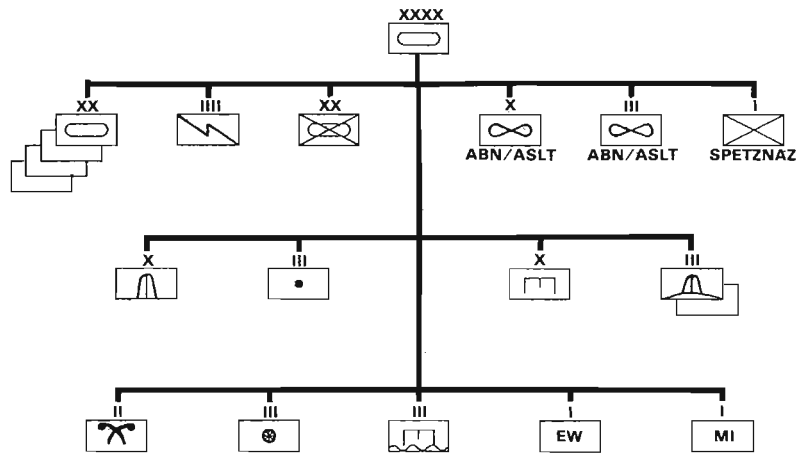 XXXX
XX IIII XX X III I
ABN/ASLT ABN/ASLT SPETZNAZ
X III X III
II III III I I
EW MI